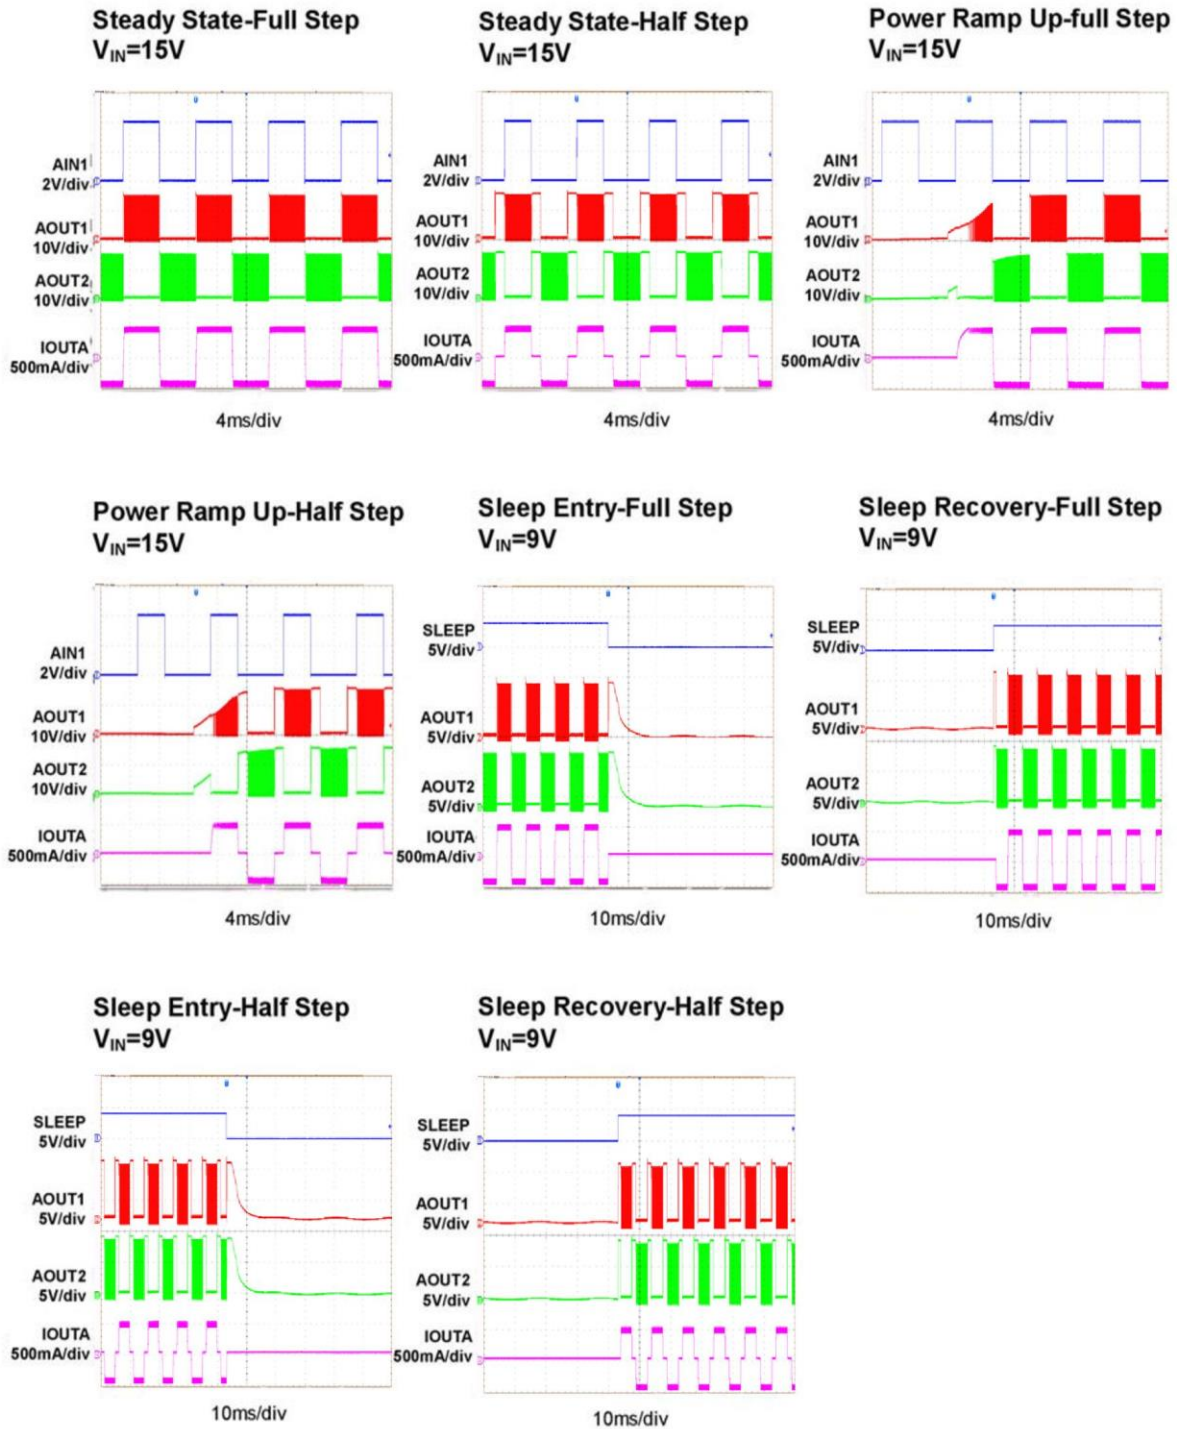 Steady State-Full Step
VIN=15V
AIN1
2V/div
AOUT1
10V/div
AOUT2
10V/div
IOUTA
500mA/div
4ms/div
Steady State-Half Step
VIN=15V
AIN1
2V/div
AOUT1
10V/div
AOUT2
10V/div
IOUTA
500mA/div
4ms/div
Power Ramp Up-full Step
VIN=15V
AIN1
2V/div
AOUT1
10V/div
AOUT2
10V/div
IOUTA
500mA/div
4ms/div
Power Ramp Up-Half Step
VIN=15V
AIN1
2V/div
AOUT1
10V/div
AOUT2
10V/div
IOUTA
500mA/div
4ms/div
Sleep Entry-Full Step
VIN=9V
SLEEP
5V/div
AOUT1
5V/div
AOUT2
5V/div
IOUTA
500mA/div
10ms/div
Sleep Recovery-Full Step
VIN=9V
SLEEP
5V/div
AOUT1
5V/div
AOUT2
5V/div
IOUTA
500mA/div
10ms/div
Sleep Entry-Half Step
VIN=9V
SLEEP
5V/div
AOUT1
5V/div
AOUT2
5V/div
IOUTA
500mA/div
10ms/div
Sleep Recovery-Half Step
VIN=9V
SLEEP
5V/div
AOUT1
5V/div
AOUT2
5V/div
IOUTA
500mA/div
10ms/div